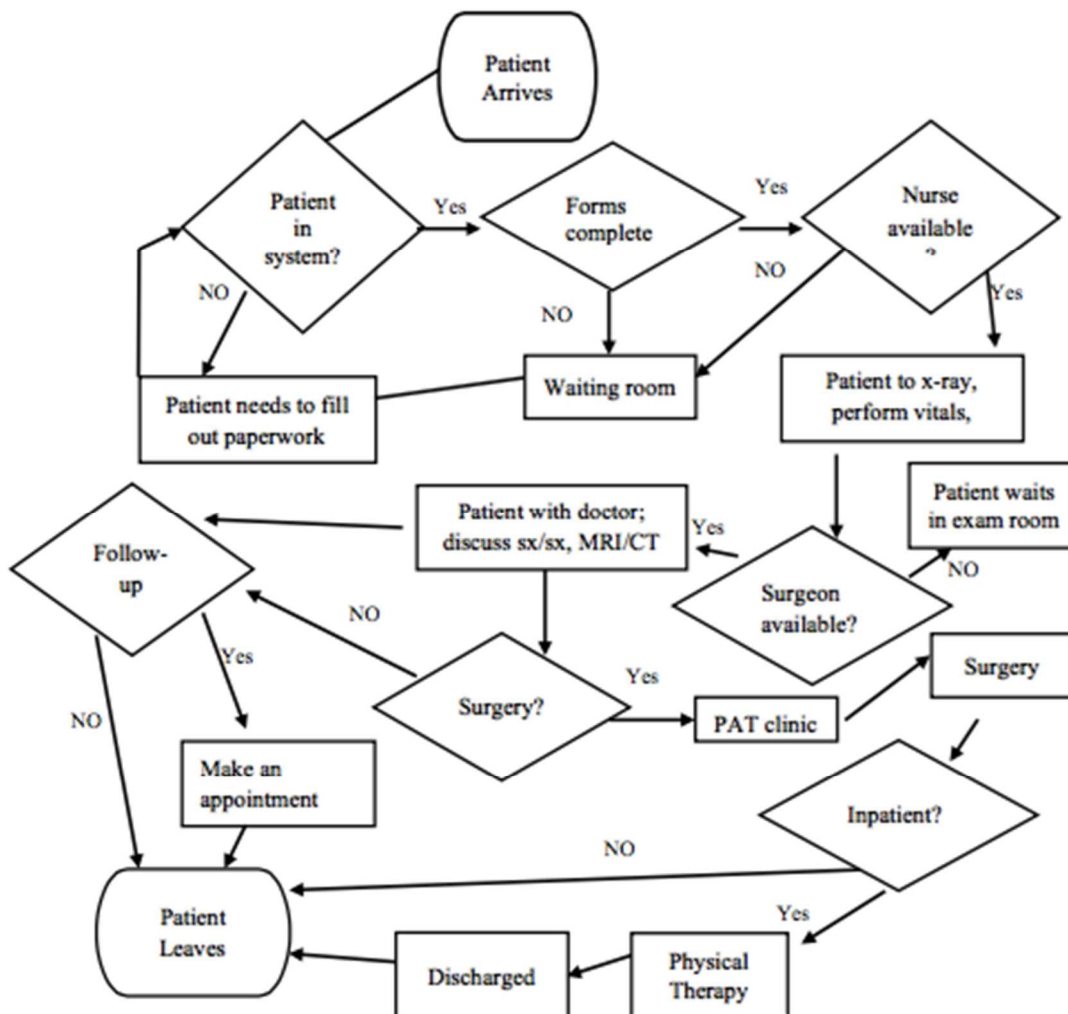 Patient
Arrives
Patient
in
system?
Yes
Forms
complete
Yes
Nurse
available
?
NO
NO
NO
Yes
Patient needs to fill
out paperwork
Waiting room
Patient to x-ray,
perform vitals,
Follow-
up
Patient with doctor;
discuss sx/sx, MRI/CT
Yes
Patient waits
in exam room
NO
Surgeon
available?
NO
Yes
NO
Surgery?
Yes
PAT clinic
Surgery
Make an
appointment
Inpatient?
NO
Yes
Patient
Leaves
Discharged
Physical
Therapy